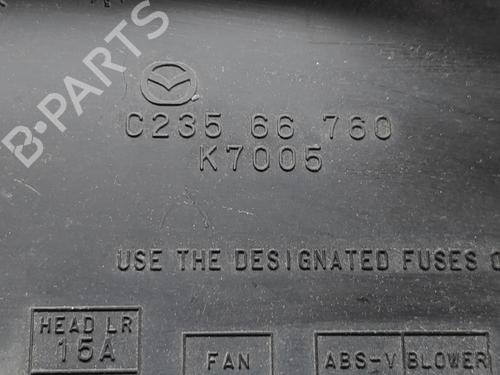 B-PARTS
C235 66 760
K7005
USE THE DESIGNATED FUSES O
HEAD LR
15A
FAN
ABS-V
BLOWER